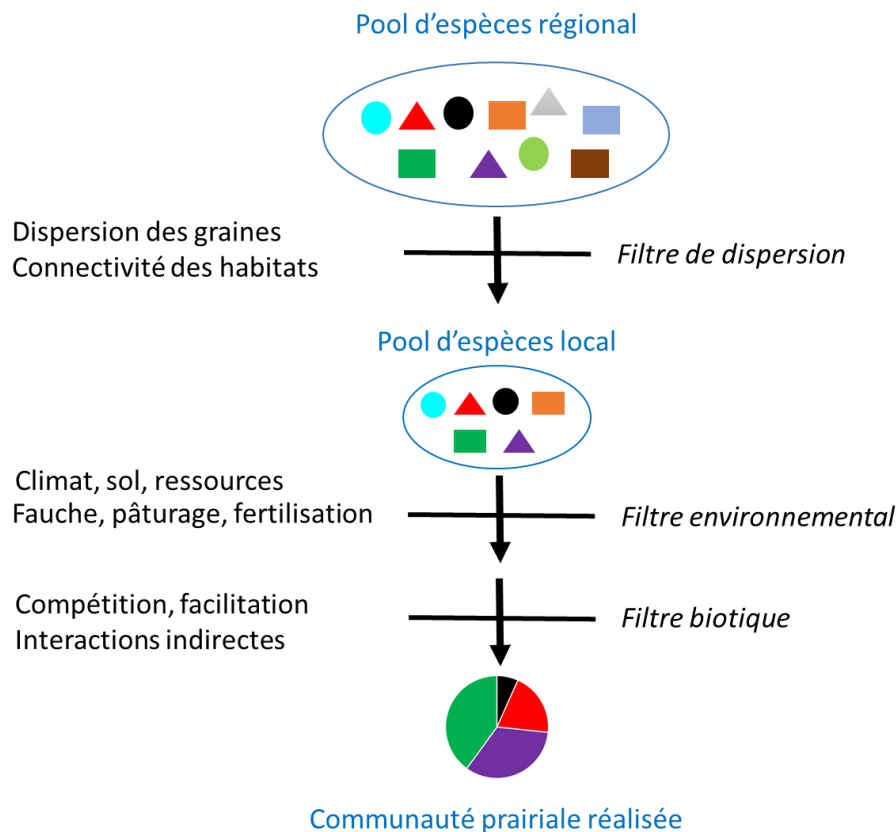 Pool d'espèces régional
Dispersion des graines
Connectivité des habitats
Filtre de dispersion
Pool d'espèces local
Climat, sol, ressources
Fauche, pâturage, fertilisation
Filtre environnemental
Compétition, facilitation
Interactions indirectes
Filtre biotique
Communauté prairiale réalisée